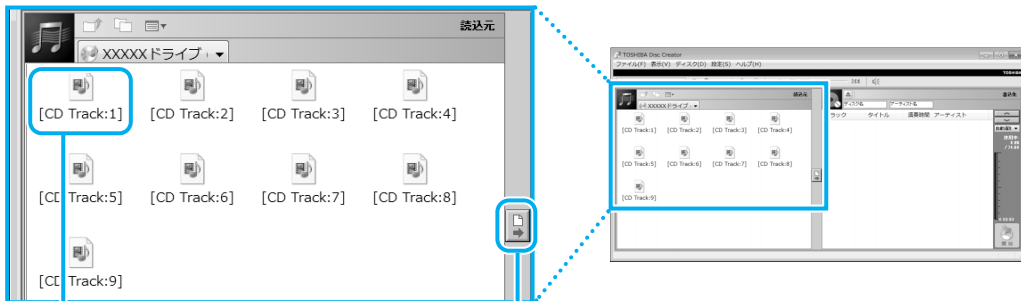 読込元
XXXXXドライブ
[CD Track:1] [CD Track:2] [CD Track:3] [CD Track:4]
[CD Track:5] [CD Track:6] [CD Track:7] [CD Track:8]
[CD Track:9]
TOSHIBA Disc Creator
ファイル(F) 表示(V) ディスク(D) 設定(S) ヘルプ(H)
TOSHIBA
読込元
XXXXXドライブ
[CD Track:1] [CD Track:2] [CD Track:3] [CD Track:4]
[CD Track:5] [CD Track:6] [CD Track:7] [CD Track:8]
[CD Track:9]
書込先
ディスク名 アーティスト名
ラック タイトル 演奏時間 アーティスト